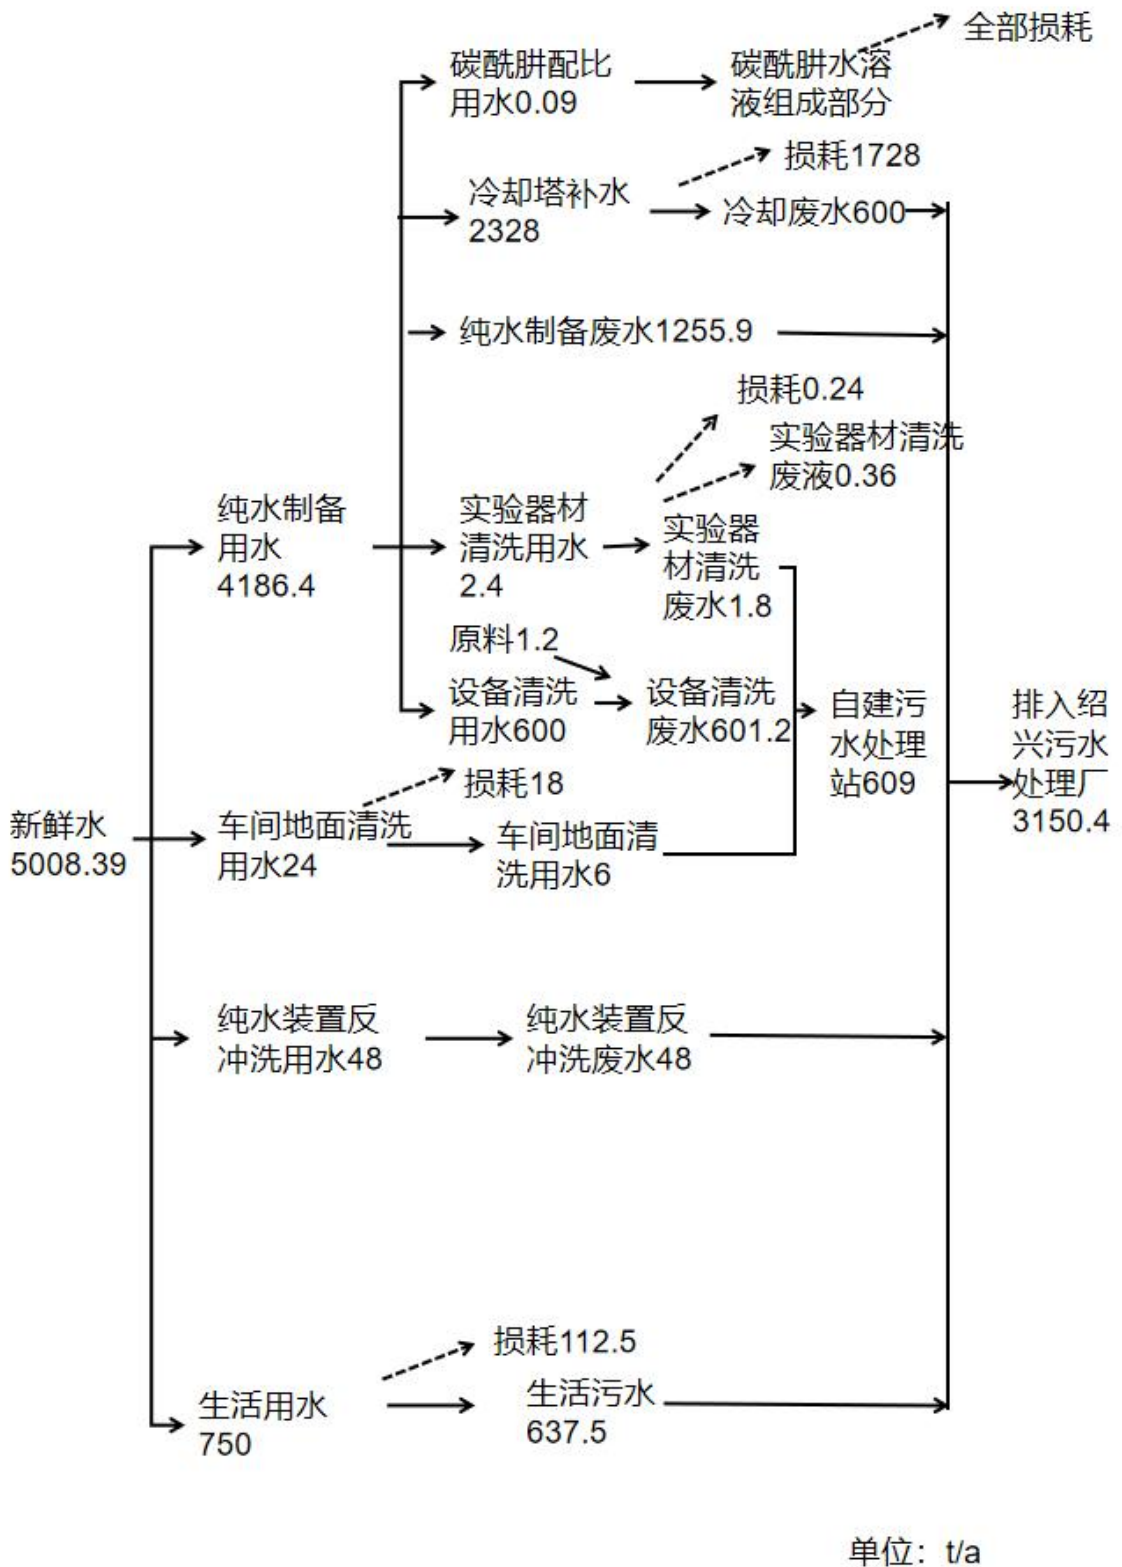 全部损耗
碳酰肼配比
用水0.09
碳酰肼水溶
液组成部分
损耗1728
冷却塔补水
2328
冷却废水600
纯水制备废水1255.9
损耗0.24
实验器材清洗
废液0.36
纯水制备
用水
4186.4
实验器材
清洗用水
2.4
实验器
材清洗
废水1.8
原料1.2
设备清洗
用水600
设备清洗
废水601.2
自建污
水处理
站609
排入绍
兴污水
处理厂
3150.4
损耗18
新鲜水
5008.39
车间地面清洗
用水24
车间地面清
洗用水6
纯水装置反
冲洗用水48
纯水装置反
冲洗废水48
损耗112.5
生活用水
750
生活污水
637.5
单位：t/a